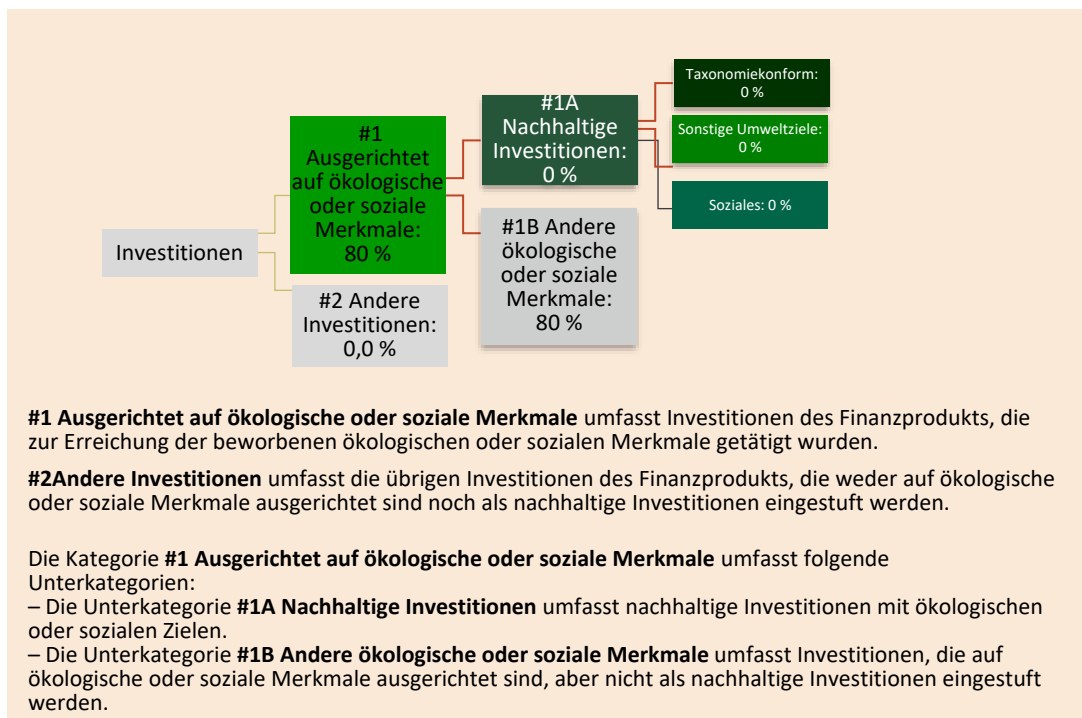 Investitionen
#1
Ausgerichtet
auf ökologische
oder soziale
Merkmale:
80 %
#2 Andere
Investitionen:
0,0 %
#1A
Nachhaltige
Investitionen:
0 %
#1B Andere
ökologische
oder soziale
Merkmale:
80 %
Taxonomiekonform:
0 %
Sonstige Umweltziele:
0 %
Soziales: 0 %
#1 Ausgerichtet auf ökologische oder soziale Merkmale umfasst Investitionen des Finanzprodukts, die
zur Erreichung der beworbenen ökologischen oder sozialen Merkmale getätigt wurden.
#2Andere Investitionen umfasst die übrigen Investitionen des Finanzprodukts, die weder auf ökologische
oder soziale Merkmale ausgerichtet sind noch als nachhaltige Investitionen eingestuft werden.
Die Kategorie #1 Ausgerichtet auf ökologische oder soziale Merkmale umfasst folgende
Unterkategorien:
– Die Unterkategorie #1A Nachhaltige Investitionen umfasst nachhaltige Investitionen mit ökologischen
oder sozialen Zielen.
– Die Unterkategorie #1B Andere ökologische oder soziale Merkmale umfasst Investitionen, die auf
ökologische oder soziale Merkmale ausgerichtet sind, aber nicht als nachhaltige Investitionen eingestuft
werden.